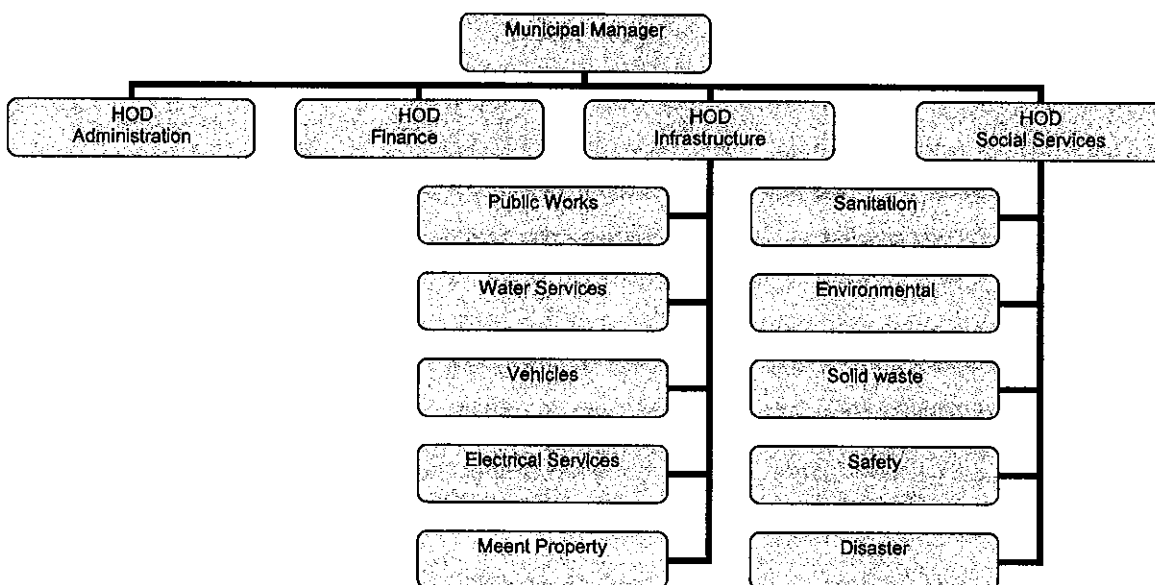 Municipal Manager
HOD
Administration
HOD
Finance
HOD
Infrastructure
HOD
Social Services
Public Works
Water Services
Vehicles
Electrical Services
Meent Property
Sanitation
Environmental
Solid waste
Safety
Disaster